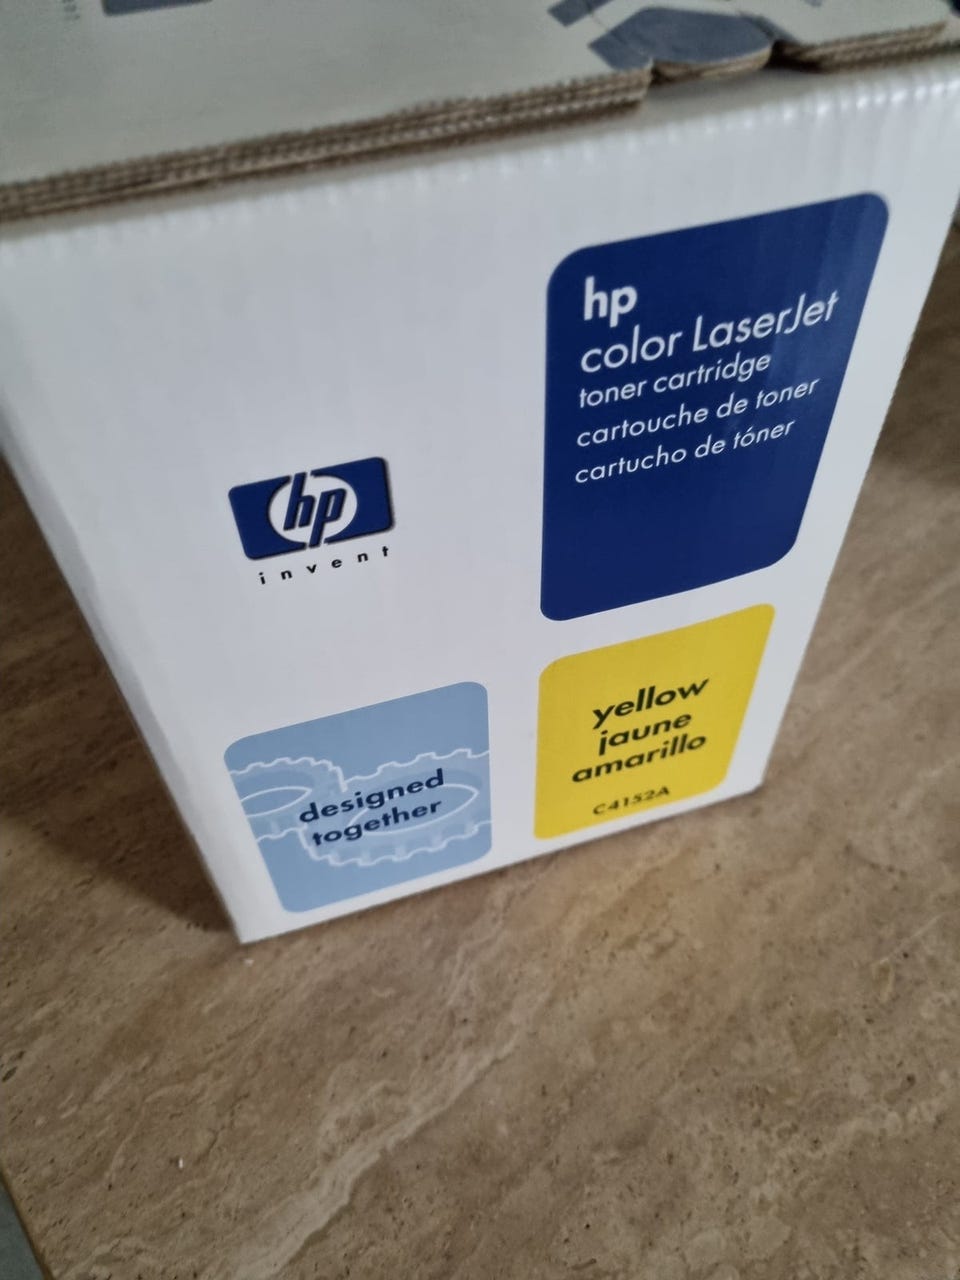 hp
color LaserJet
toner cartridge
cartouche de toner
cartucho de tóner
hp
invent
yellow
jaune
amarillo
C4152A
designed
together